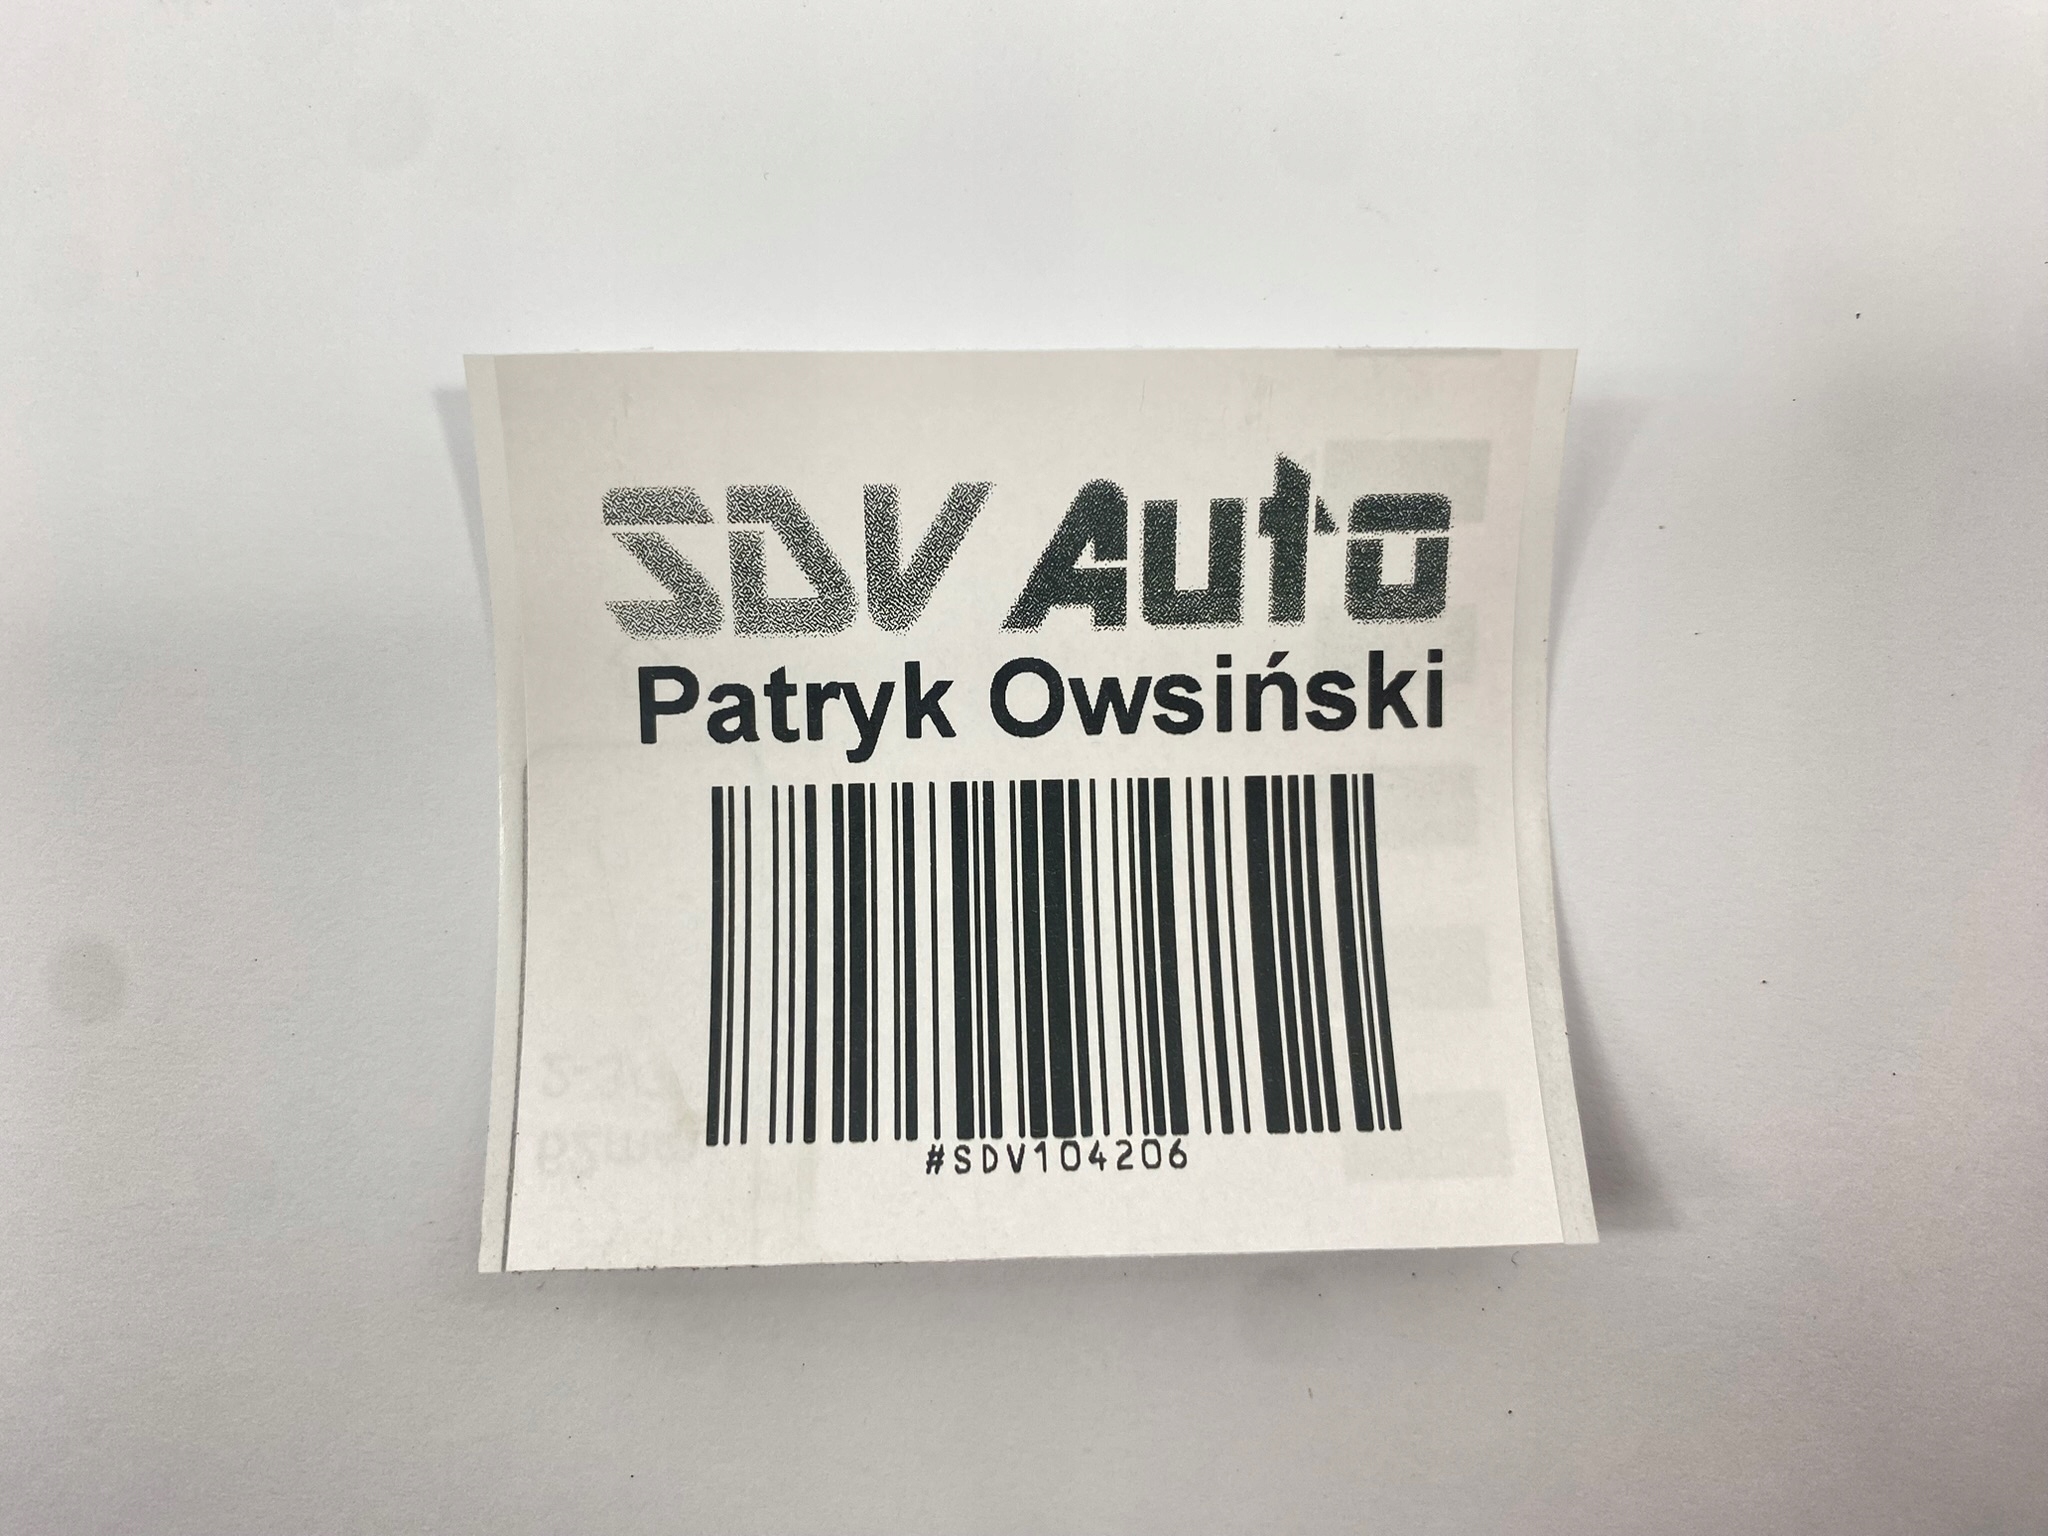 SDV Auto
Patryk Owsiński
#SDV104206